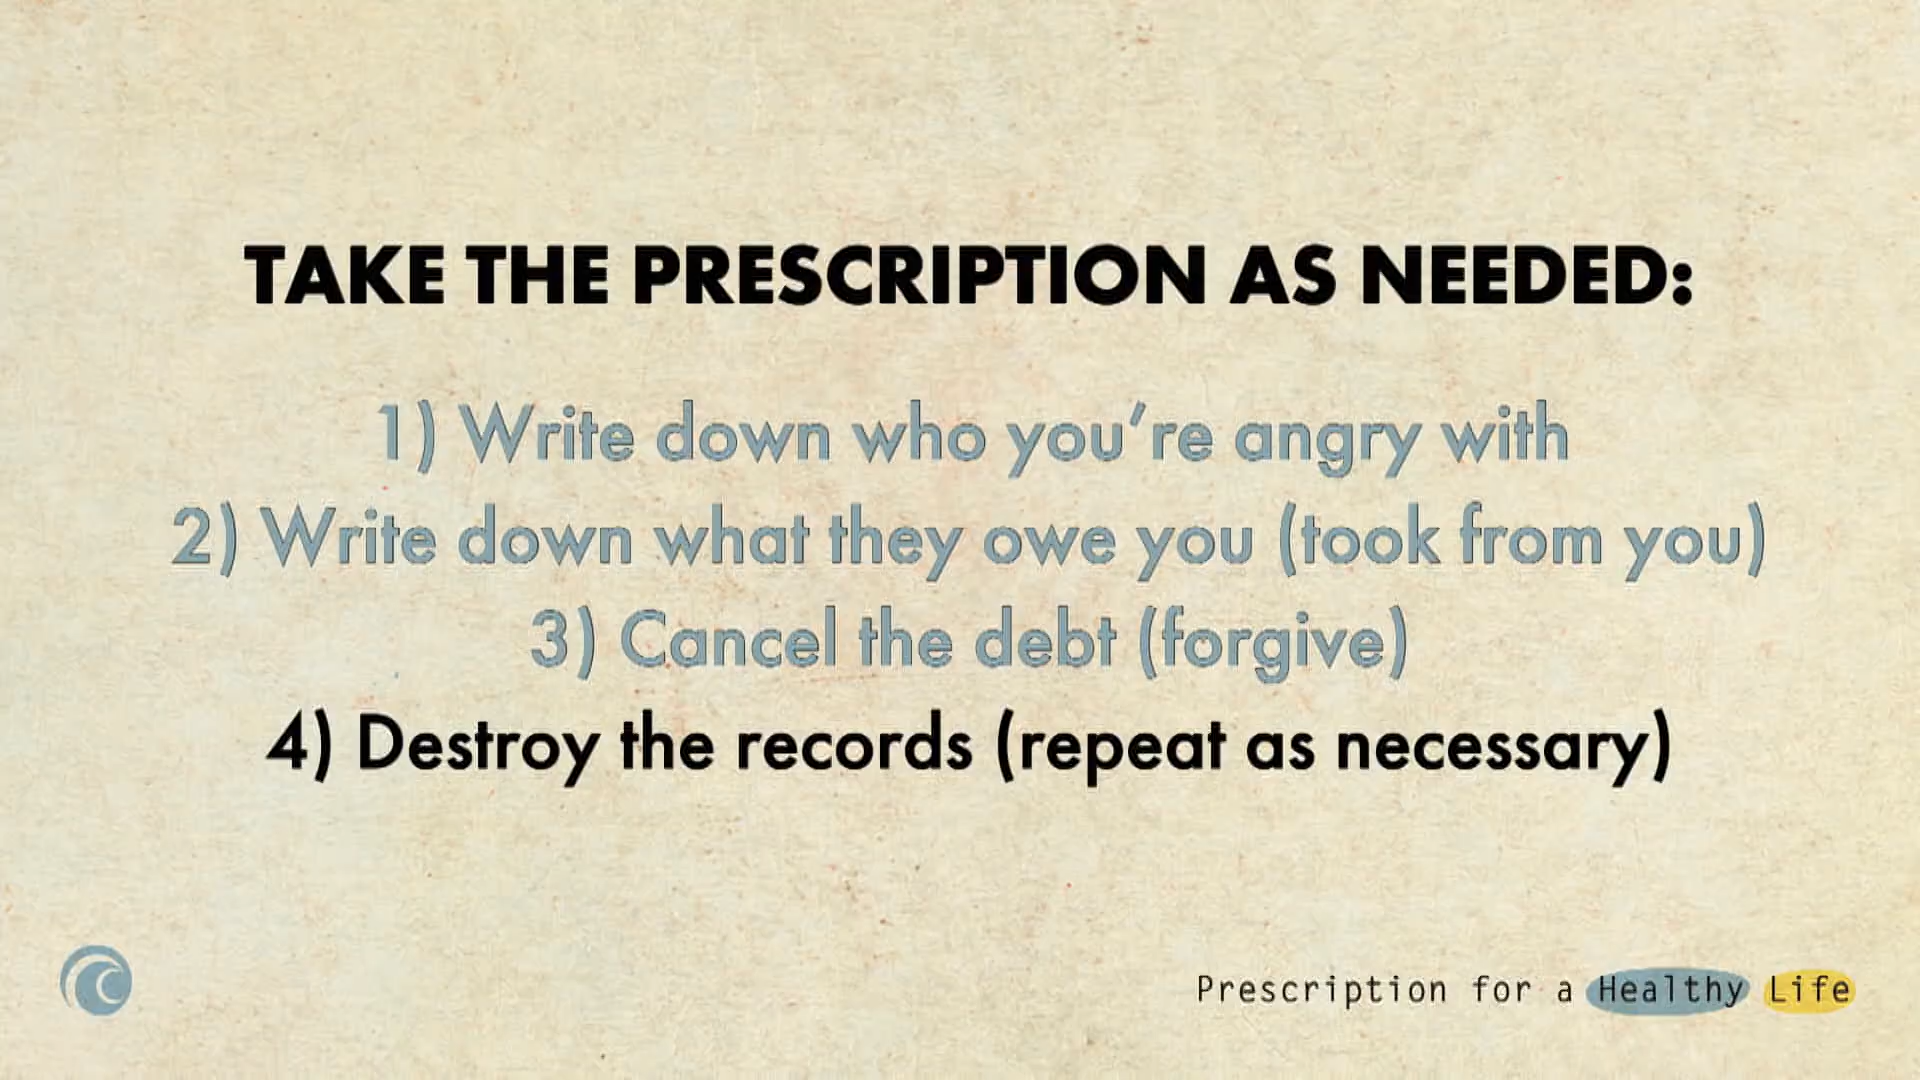 TAKE THE PRESCRIPTION AS NEEDED:
1) Write down who you’re angry with
2) Write down what they owe you (took from you)
3) Cancel the debt (forgive)
4) Destroy the records (repeat as necessary)
Prescription for a Healthy Life